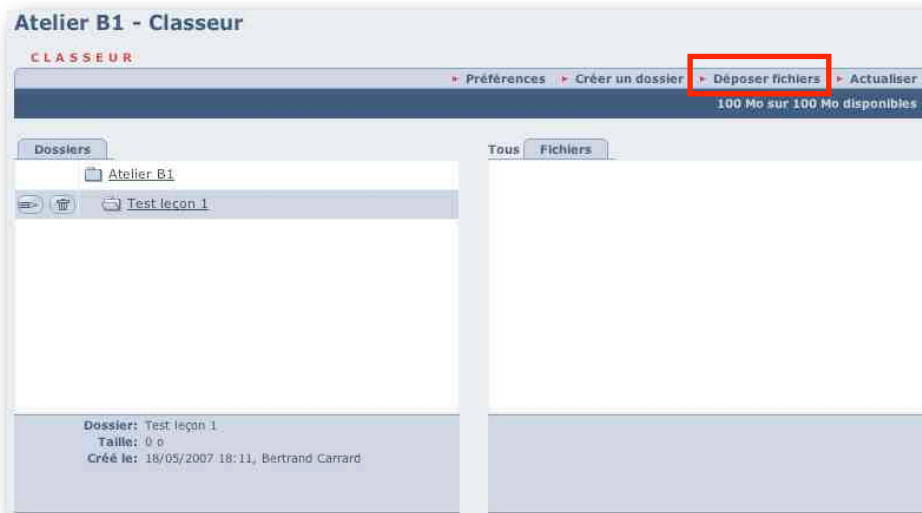 Atelier B1 - Classeur
CLASSEUR
Préférences Créer un dossier Déposer fichiers Actualiser
100 Mo sur 100 Mo disponibles
Dossiers
Tous Fichiers
Atelier B1
Test leçon 1
Dossier: Test leçon 1
Taille: 0 o
Créé le: 18/05/2007 18:11, Bertrand Carrard